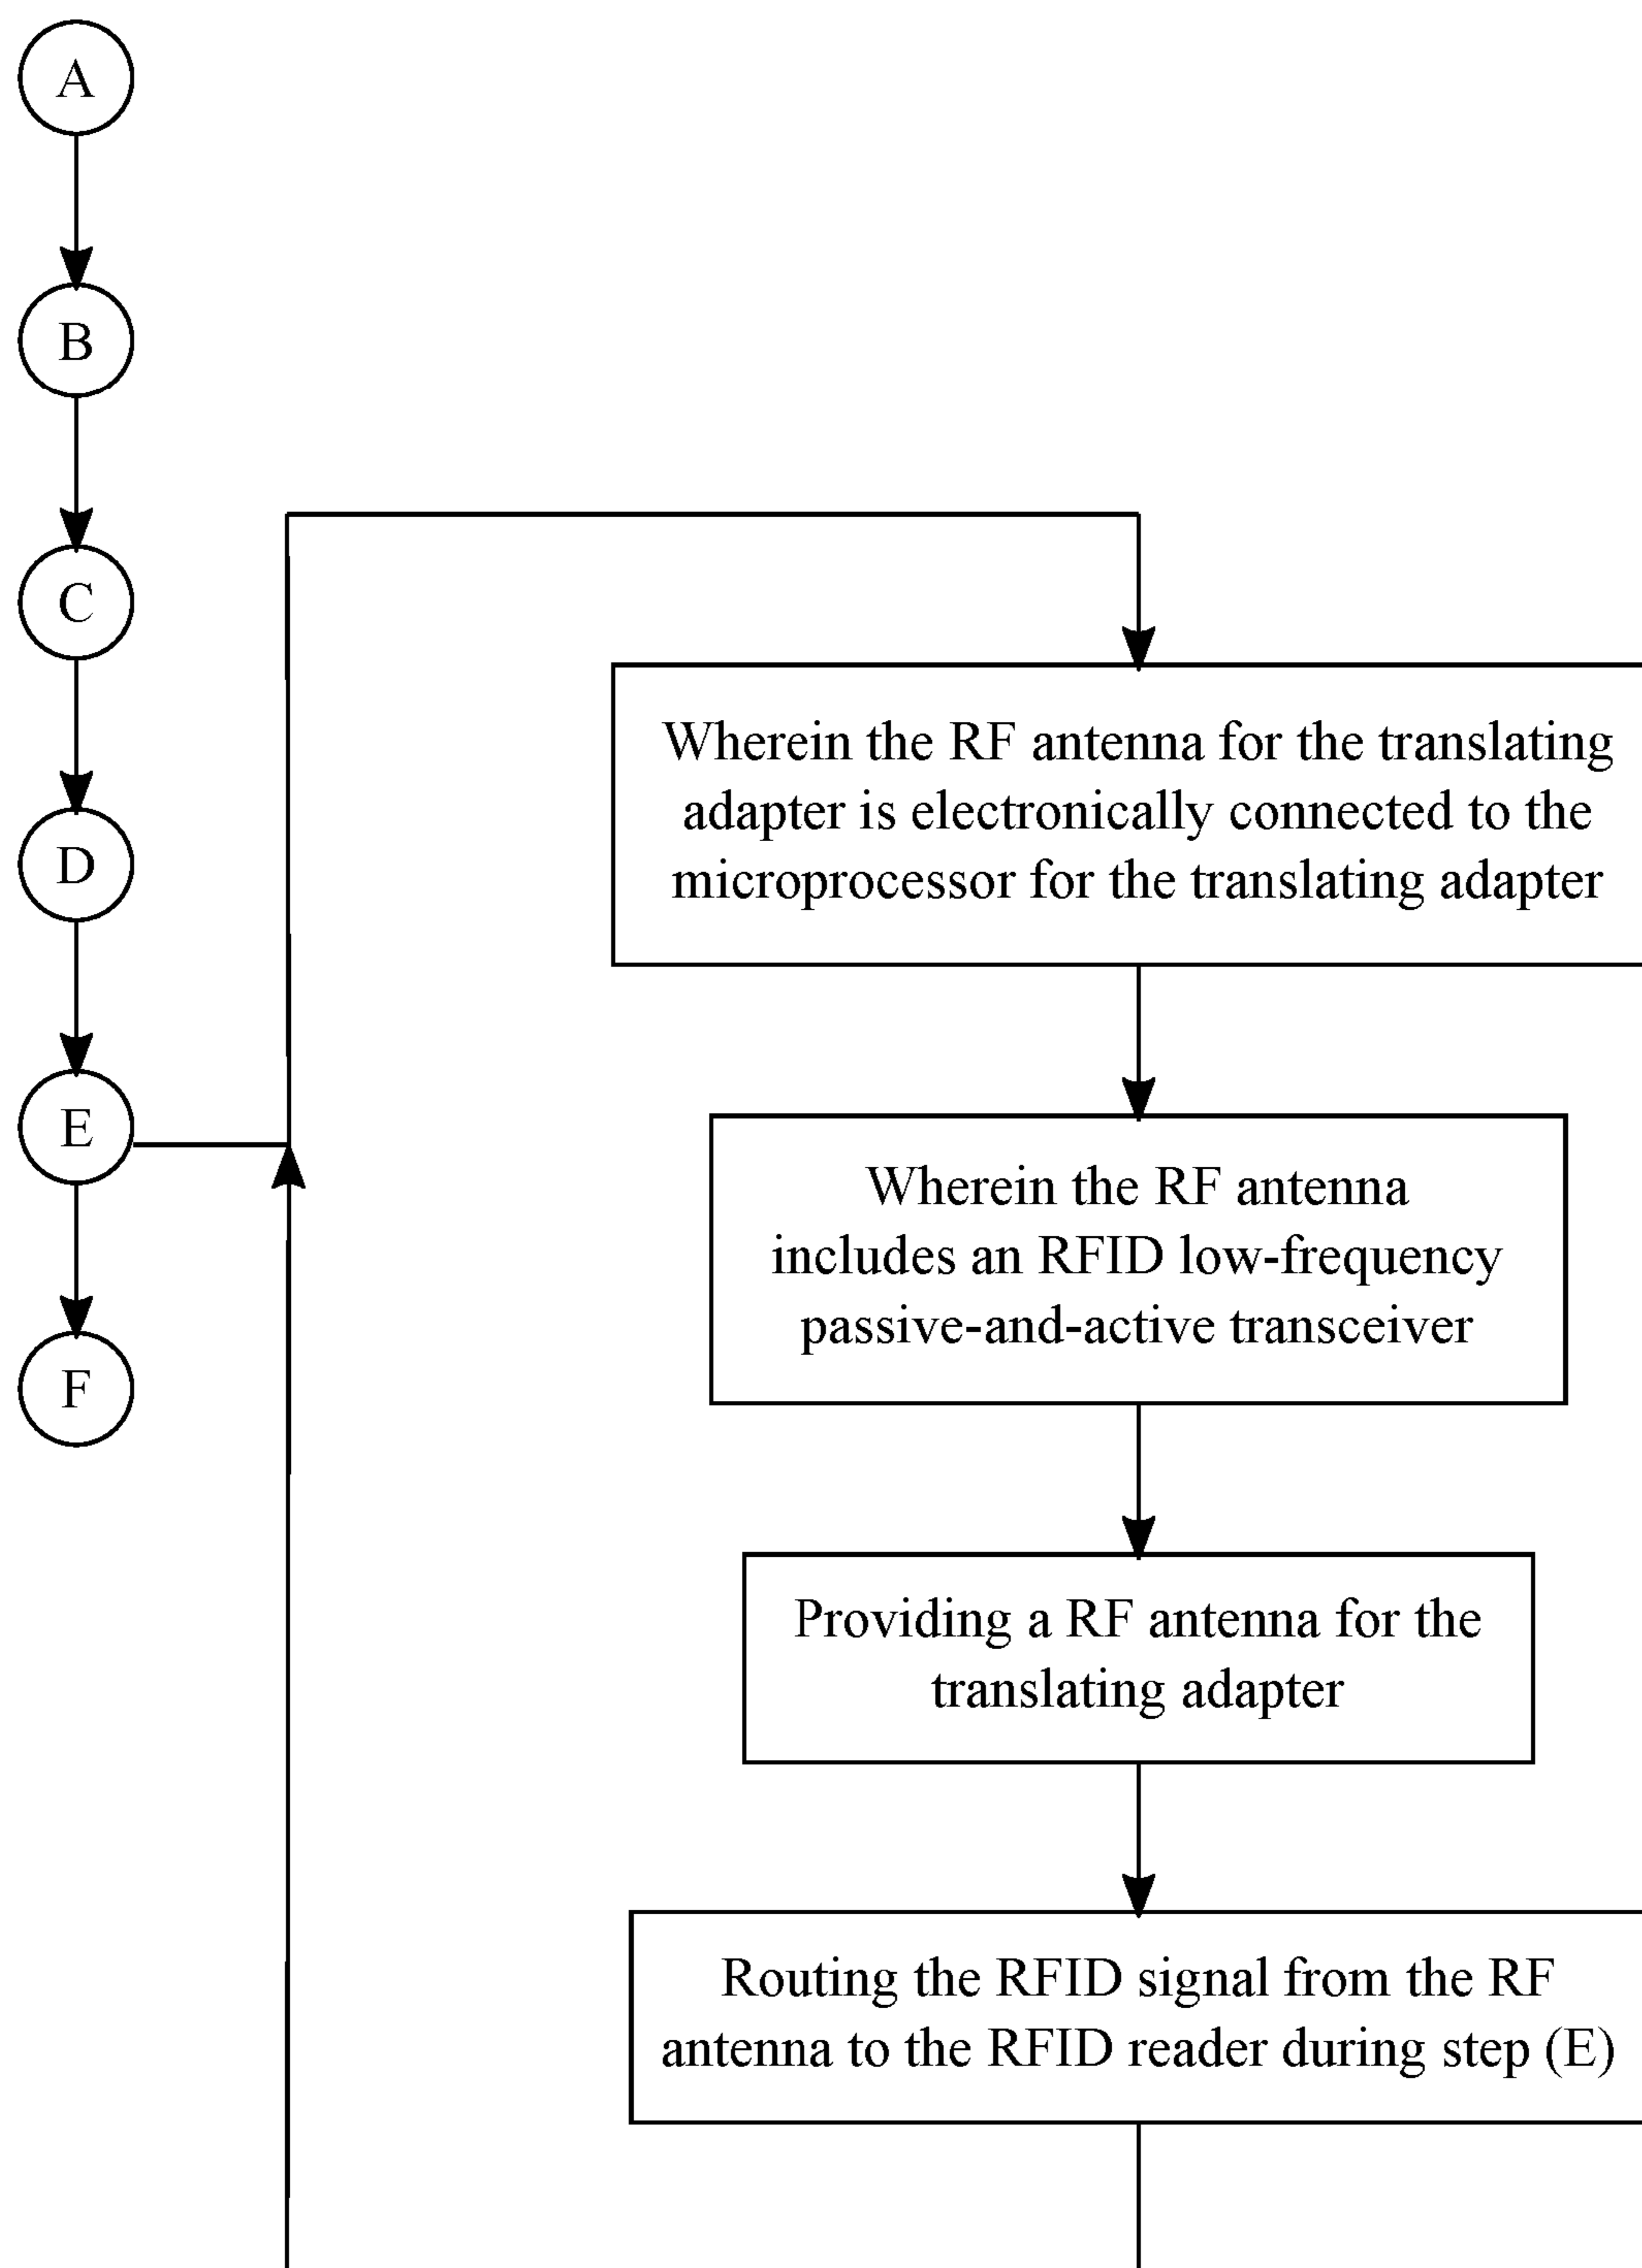 A
B
C
D
E
F
Wherein the RF antenna for the translating
adapter is electronically connected to the
microprocessor for the translating adapter
Wherein the RF antenna
includes an RFID low-frequency
passive-and-active transceiver
Providing a RF antenna for the
translating adapter
Routing the RFID signal from the RF
antenna to the RFID reader during step (E)